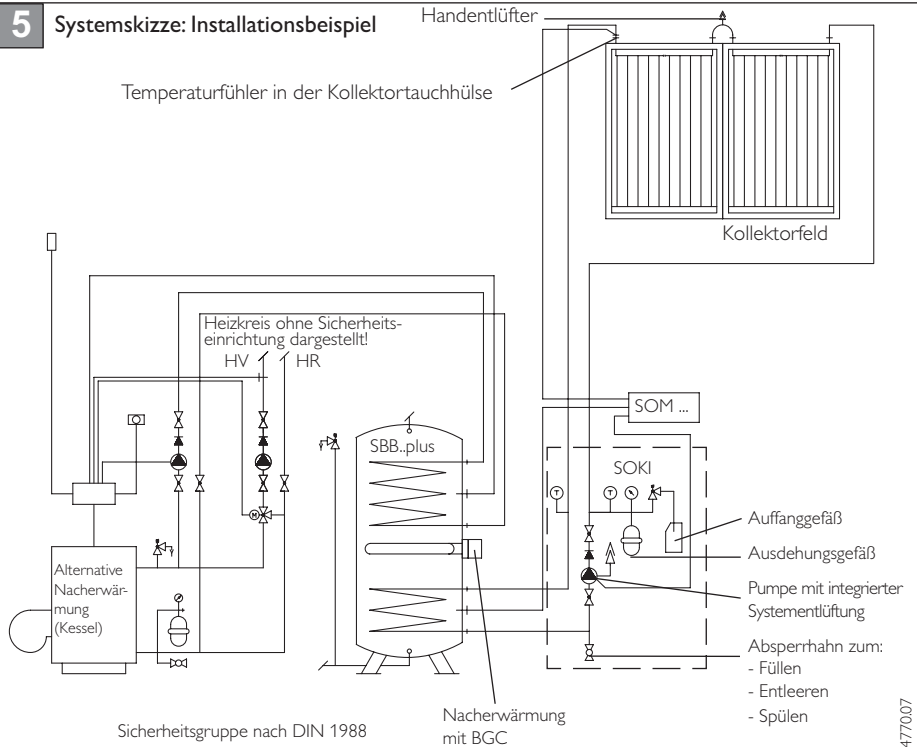 5 Systemskizze: Installationsbeispiel
Handentlüfter
Temperaturfühler in der Kollektortauchhülse
Kollektorfeld
Heizkreis ohne Sicherheits-
einrichtung dargestellt!
HV HR
SOM ...
SBB..plus
SOKI
T
T
M
Auffanggefäß
Ausdehungsgefäß
Pumpe mit integrierter
Systementlüftung
Absperrhahn zum:
- Füllen
- Entleeren
- Spülen
Alternative
Nacherwär-
mung
(Kessel)
Sicherheitsgruppe nach DIN 1988
Nacherwärmung
mit BGC
4770.07